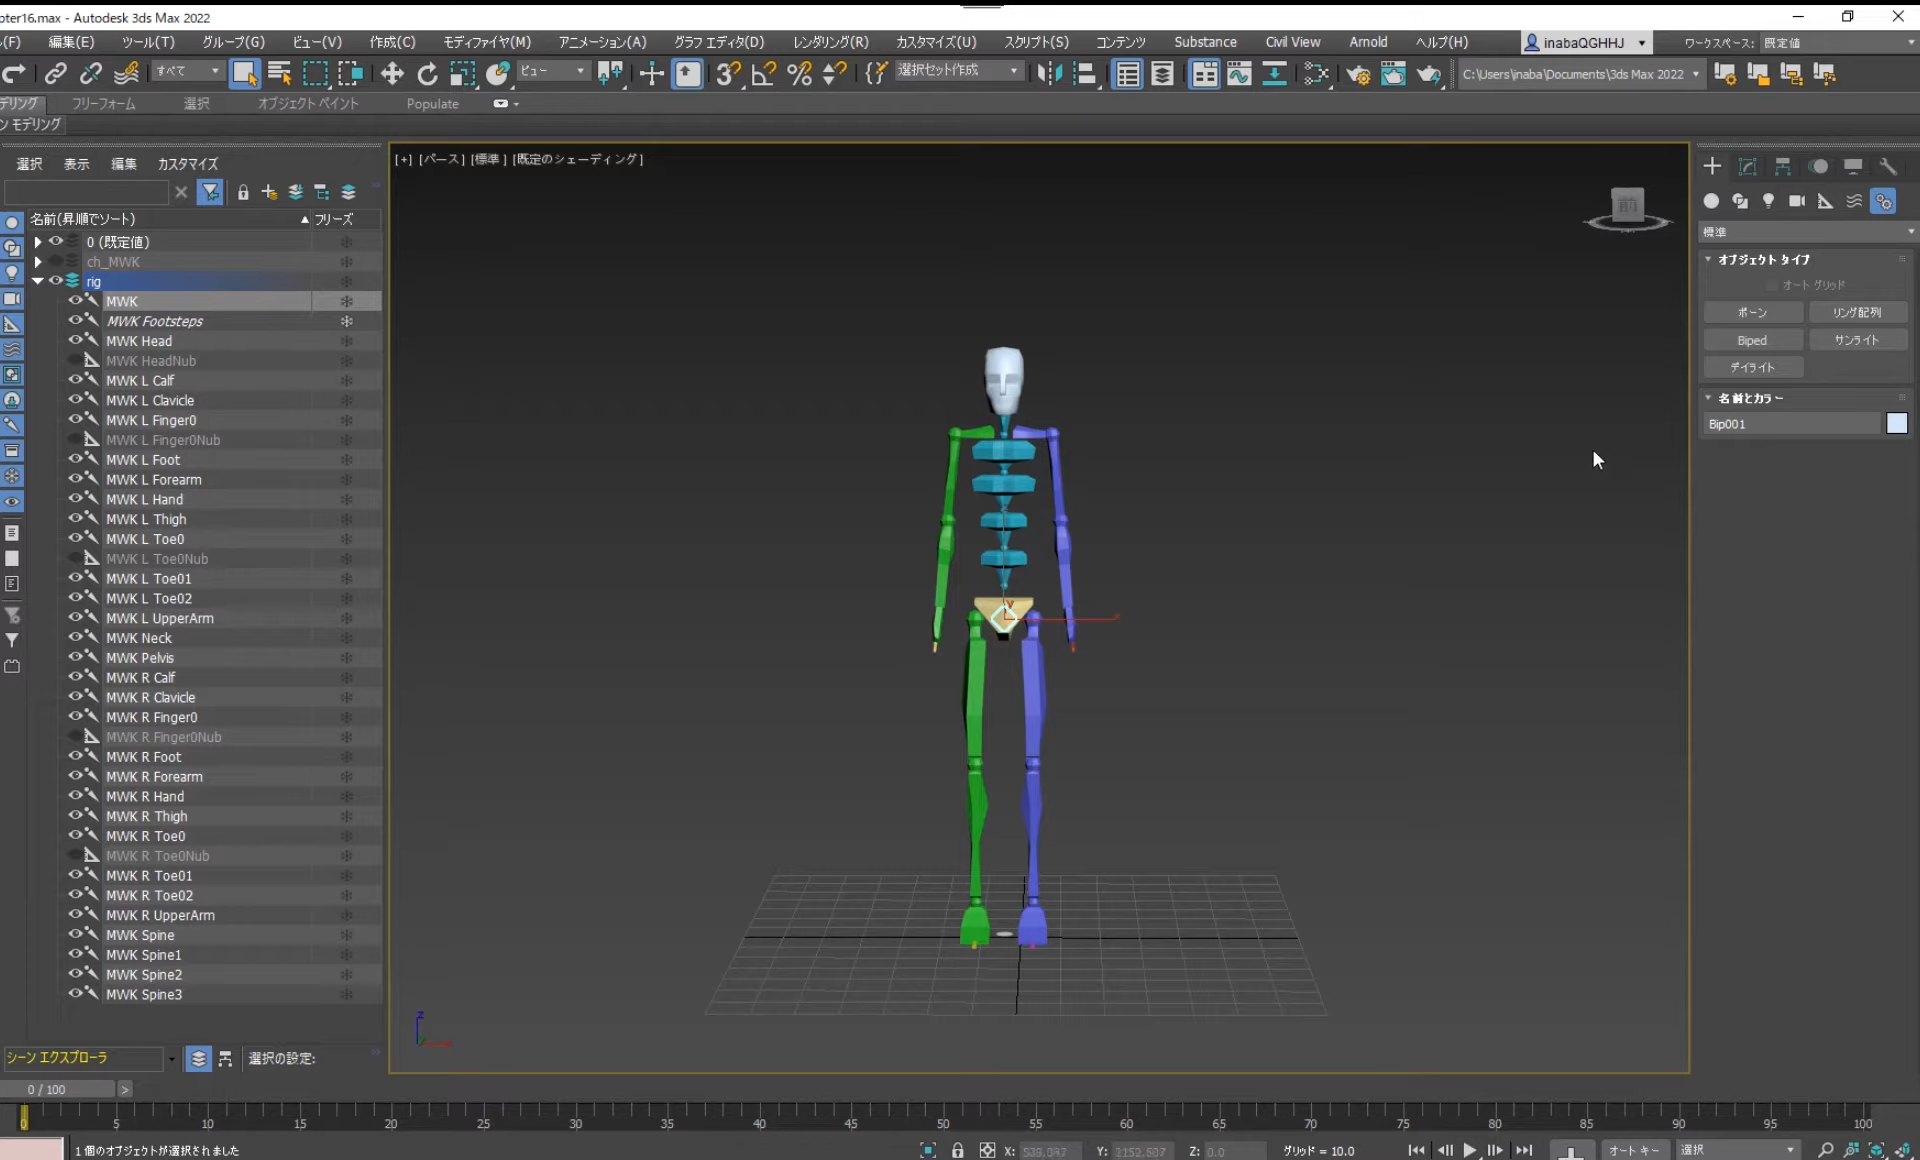 pter16.max - Autodesk 3ds Max 2022
(F) 編集(E) ツール(T) グループ(G) ビュー(V) 作成(C) モディファイヤ(M) アニメーション(A) グラフ エディタ(D) レンダリング(R) カスタマイズ(U) スクリプト(S) コンテンツ Substance Civil View Arnold ヘルプ(H) inabaQGHHJ ワークスペース: 既定値
すべて ビュー 選択セット作成 C:\Users\inaba\Documents\3ds Max 2022
デリング フリーフォーム 選択 オブジェクト ペイント Populate
ン モデリング
選択 表示 編集 カスタマイズ
名前(昇順でソート) フリーズ
0 (既定値)
ch_MWK
rig
MWK
MWK Footsteps
MWK Head
MWK HeadNub
MWK L Calf
MWK L Clavicle
MWK L Finger0
MWK L Finger0Nub
MWK L Foot
MWK L Forearm
MWK L Hand
MWK L Thigh
MWK L Toe0
MWK L Toe0Nub
MWK L Toe01
MWK L Toe02
MWK L UpperArm
MWK Neck
MWK Pelvis
MWK R Calf
MWK R Clavicle
MWK R Finger0
MWK R Finger0Nub
MWK R Foot
MWK R Forearm
MWK R Hand
MWK R Thigh
MWK R Toe0
MWK R Toe0Nub
MWK R Toe01
MWK R Toe02
MWK R UpperArm
MWK Spine
MWK Spine1
MWK Spine2
MWK Spine3
シーン エクスプローラ 選択の設定:
[+] [パース] [標準] [既定のシェーディング]
前
y
z
標準
オブジェクト タイプ
オート グリッド
ボーン リング配列
Biped サンライト
デイライト
名前とカラー
Bip001
0 / 100 >
0 5 10 15 20 25 30 35 40 45 50 55 60 65 70 75 80 85 90 95 100
1 個のオブジェクトが選択されました X: Y: Z: 0.0 グリッド = 10.0 オート キー 選択